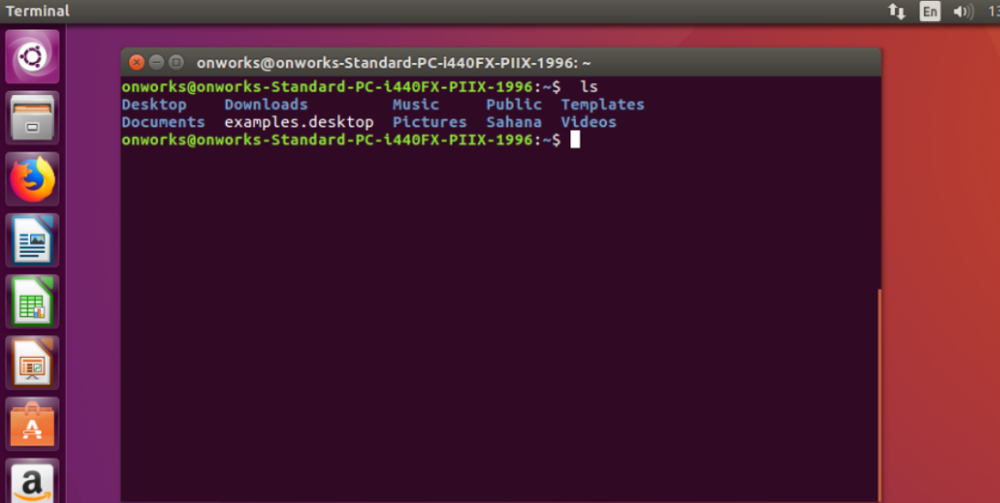 Terminal
En
13
onworks@onworks-Standard-PC-i440FX-PIIX-1996: ~
onworks@onworks-Standard-PC-i440FX-PIIX-1996:~$  ls
Desktop    Downloads         Music     Public  Templates
Documents  examples.desktop  Pictures  Sahana  Videos
onworks@onworks-Standard-PC-i440FX-PIIX-1996:~$